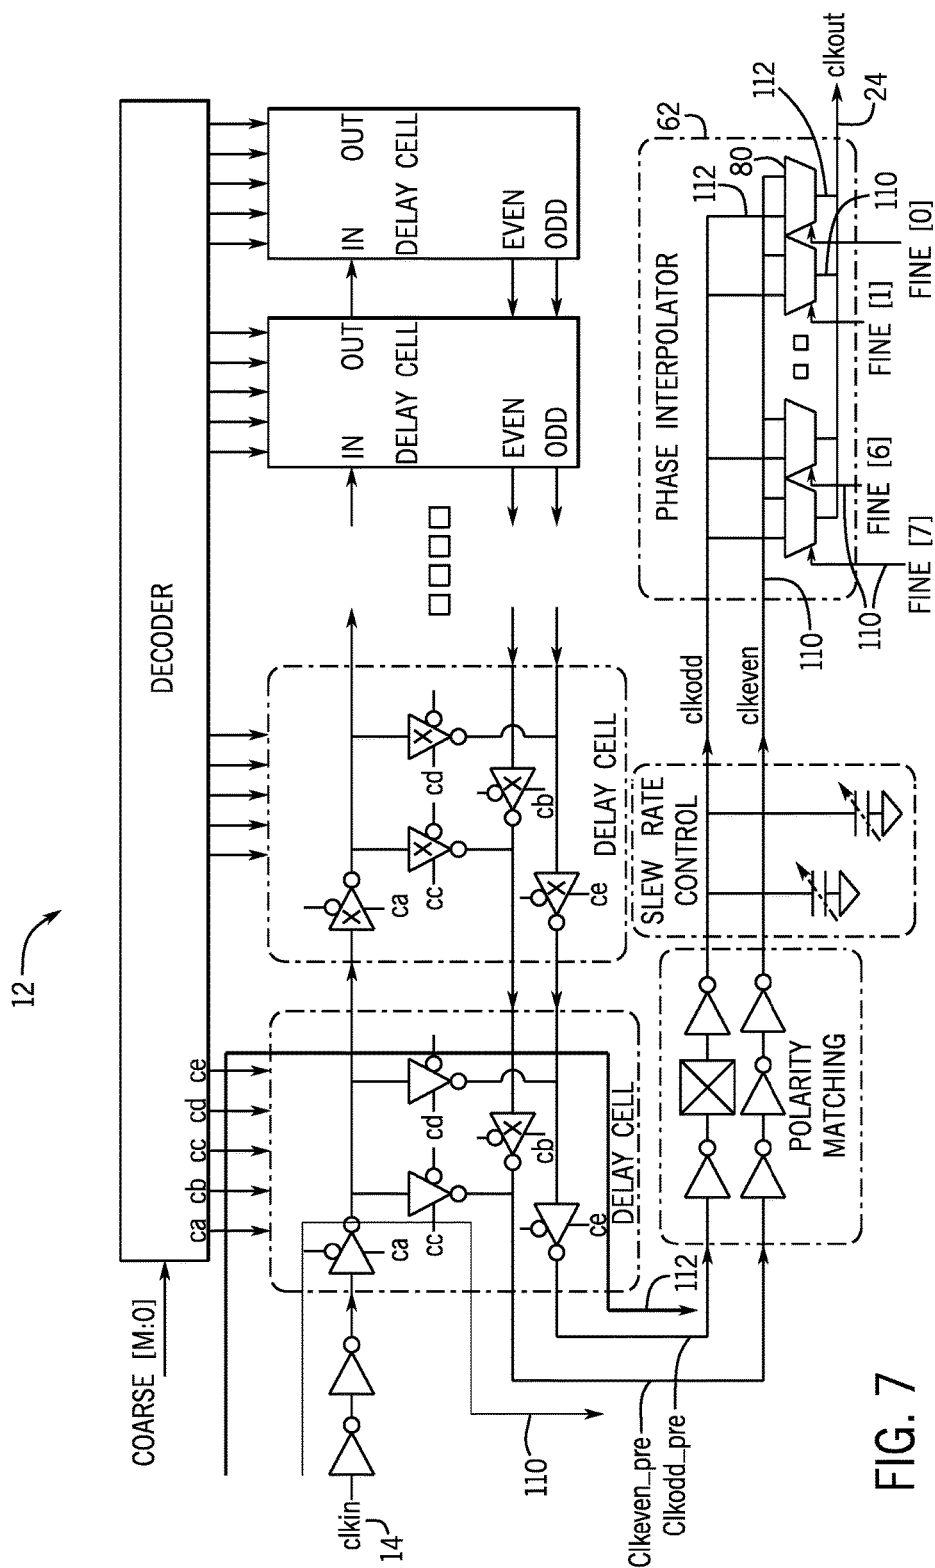 12
DECODER
COARSE [M:0]
ca
cb
cc
cd
ce
clkin
14
ca
cc
cd
cb
ce
DELAY CELL
ca
cc
cd
cb
ce
DELAY CELL
IN
OUT
DELAY CELL
EVEN
ODD
IN
OUT
DELAY CELL
EVEN
ODD
110
112
Clkeven_pre
Clkodd_pre
POLARITY
MATCHING
SLEW RATE
CONTROL
clkodd
clkeven
110
PHASE INTERPOLATOR
62
112
80
112
clkout
24
110
110
FINE [7]
FINE [6]
FINE [1]
FINE [0]
FIG. 7